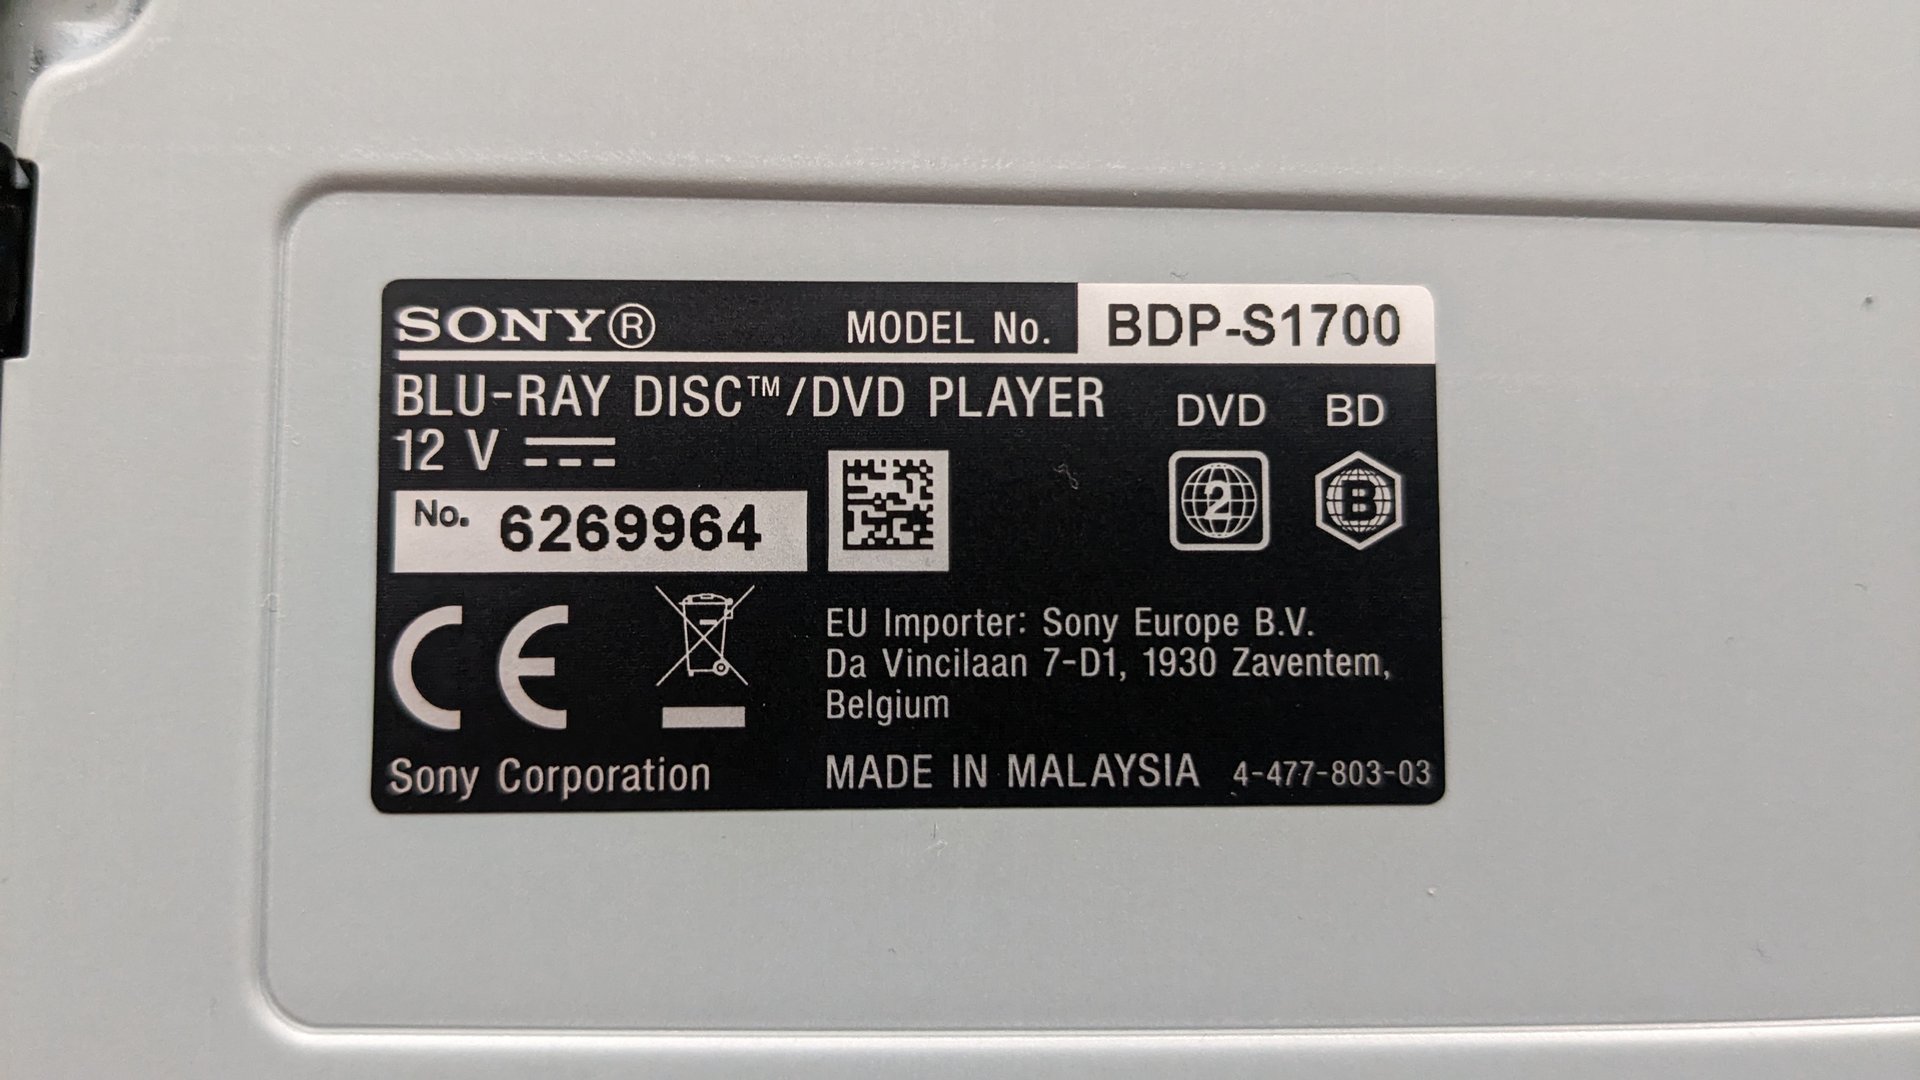 SONY® MODEL No. BDP-S1700
BLU-RAY DISC™/DVD PLAYER
DVD BD
12 V
2 B
No. 6269964
EU Importer: Sony Europe B.V.
Da Vincilaan 7-D1, 1930 Zaventem,
Belgium
CE
Sony Corporation
MADE IN MALAYSIA 4-477-803-03